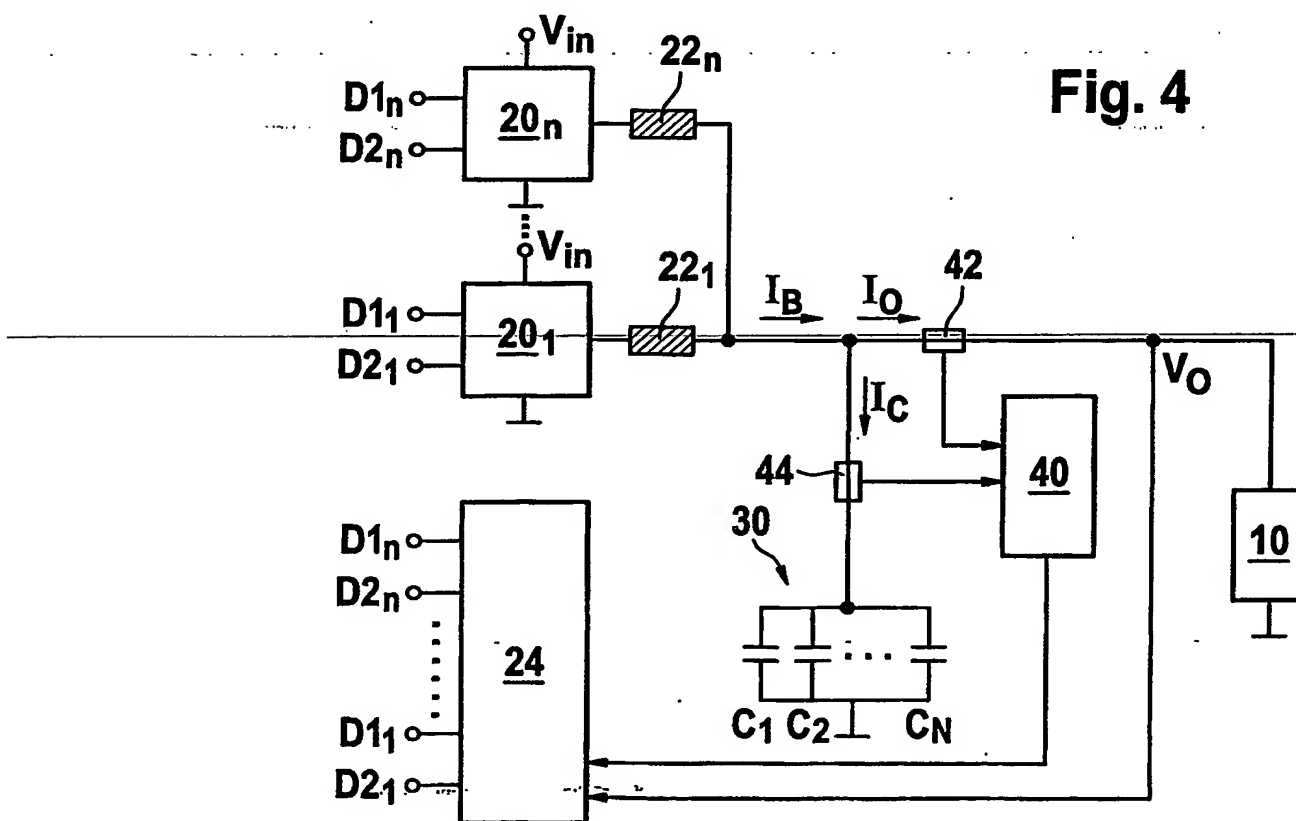 Fig. 4
Vin
22n
D1n
20n
D2n
Vin
221
D11
201
D21
IB
IO
42
VO
IC
44
40
10
30
D1n
D2n
24
D11
D21
C1 C2 CN